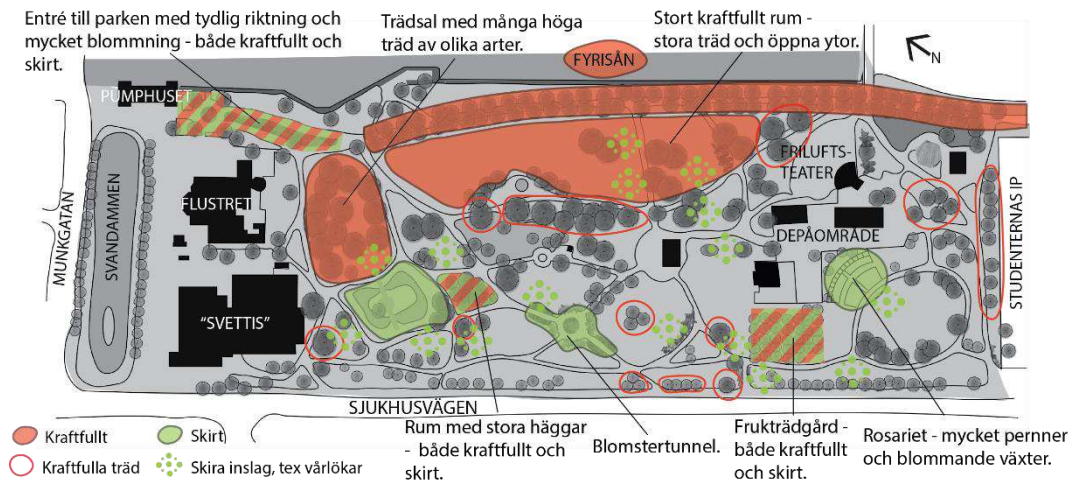 Entré till parken med tydlig riktning och
mycket blommning - både kraftfullt och
skirt.
Trädsal med många höga
träd av olika arter.
Stort kraftfullt rum -
stora träd och öppna ytor.
FYRISÅN
N
PUMPHUSET
MUNKGATAN
SVANDAMMEN
FLUSTRET
"SVETTIS"
FRILUFTS-
TEATER
DEPÅOMRÅDE
STUDENTERNAS IP
SJUKHUSVÄGEN
Rum med stora häggar
- både kraftfullt och
skirt.
Blomstertunnel.
Frukträdgård -
både kraftfullt
och skirt.
Rosariet - mycket pernner
och blommande växter.
Kraftfullt
Skirt
Kraftfulla träd
Skira inslag, tex vårlökar